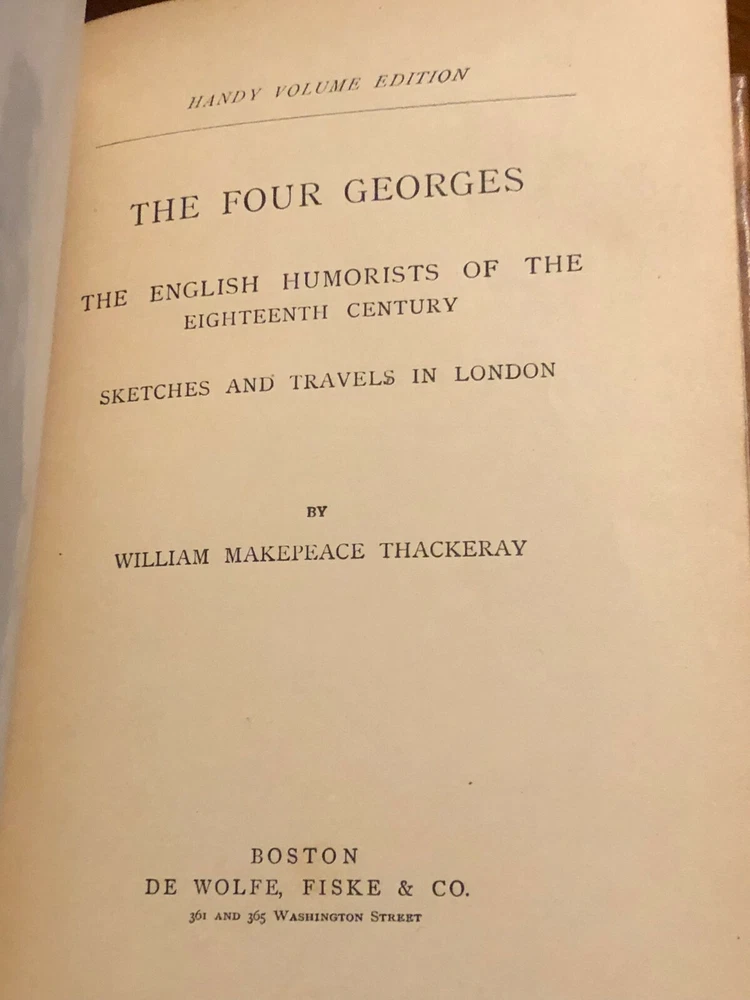 HANDY VOLUME EDITION
THE FOUR GEORGES
THE ENGLISH HUMORISTS OF THE
EIGHTEENTH CENTURY
SKETCHES AND TRAVELS IN LONDON
BY
WILLIAM MAKEPEACE THACKERAY
BOSTON
DE WOLFE, FISKE & CO.
361 AND 365 WASHINGTON STREET